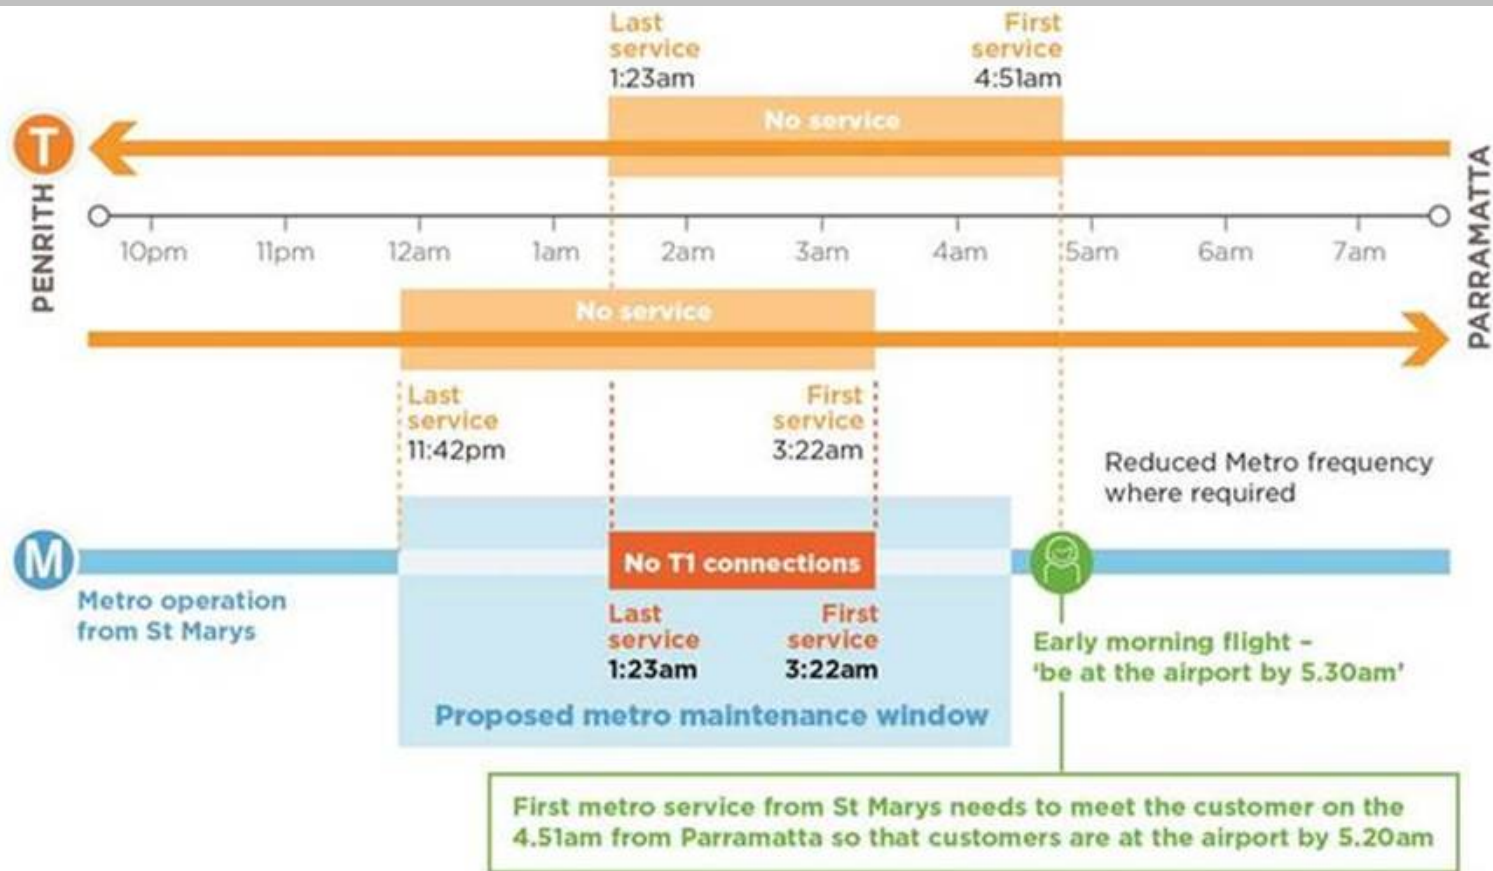 Last
service
1:23am
First
service
4:51am
No service
T
PENRITH
PARRAMATTA
10pm 11pm 12am 1am 2am 3am 4am 5am 6am 7am
No service
Last
service
11:42pm
First
service
3:22am
Reduced Metro frequency
where required
M
No T1 connections
Metro operation
from St Marys
Last
service
1:23am
First
service
3:22am
Early morning flight –
'be at the airport by 5.30am'
Proposed metro maintenance window
First metro service from St Marys needs to meet the customer on the
4.51am from Parramatta so that customers are at the airport by 5.20am